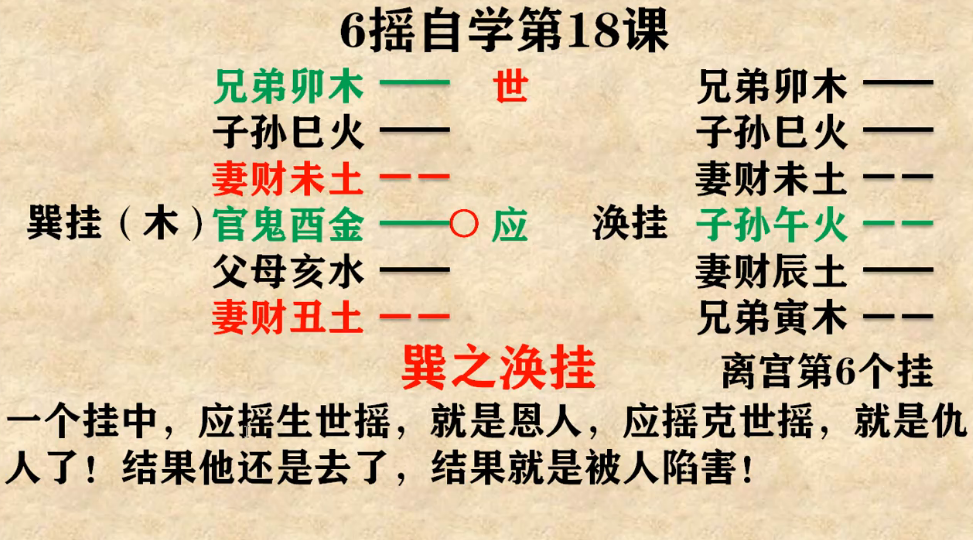 6摇自学第18课
兄弟卯木 世 兄弟卯木
子孙巳火 子孙巳火
妻财未土 妻财未土
巽挂（木）官鬼酉金 应 涣挂 子孙午火
父母亥水 妻财辰土
妻财丑土 兄弟寅木
巽之涣挂 离宫第6个挂
一个挂中，应摇生世摇，就是恩人，应摇克世摇，就是仇
人了！结果他还是去了，结果就是被人陷害！